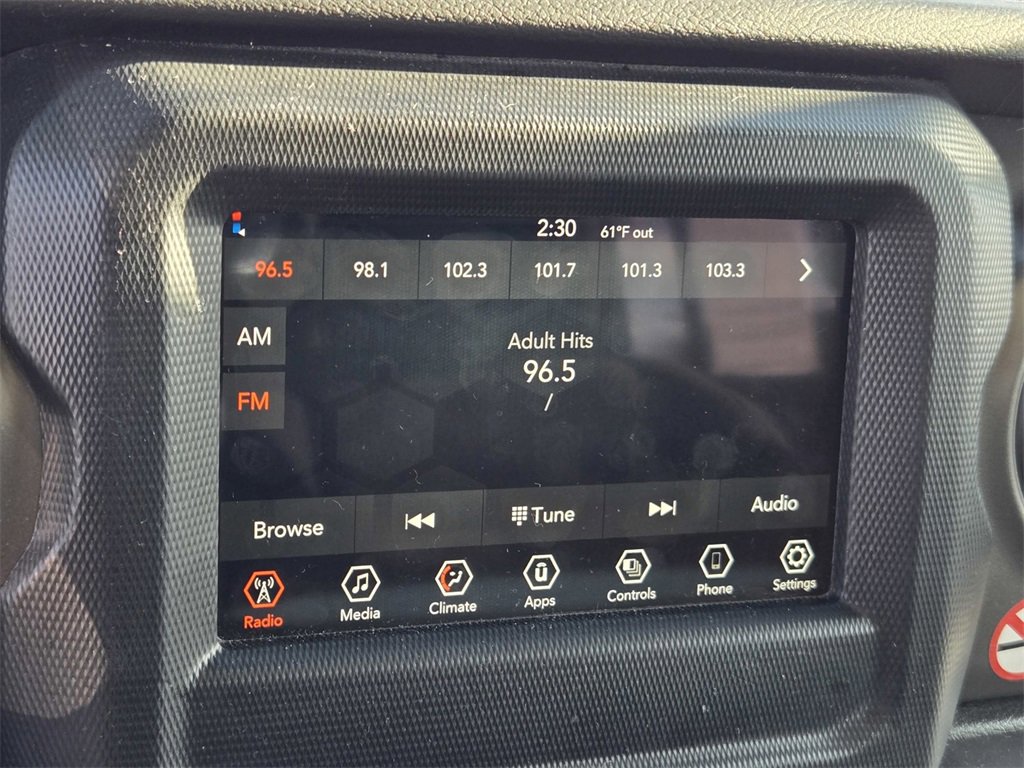 2:30 61°F out
96.5 98.1 102.3 101.7 101.3 103.3
AM
Adult Hits
96.5
FM
/
Browse Tune Audio
Radio Media Climate Apps Controls Phone Settings